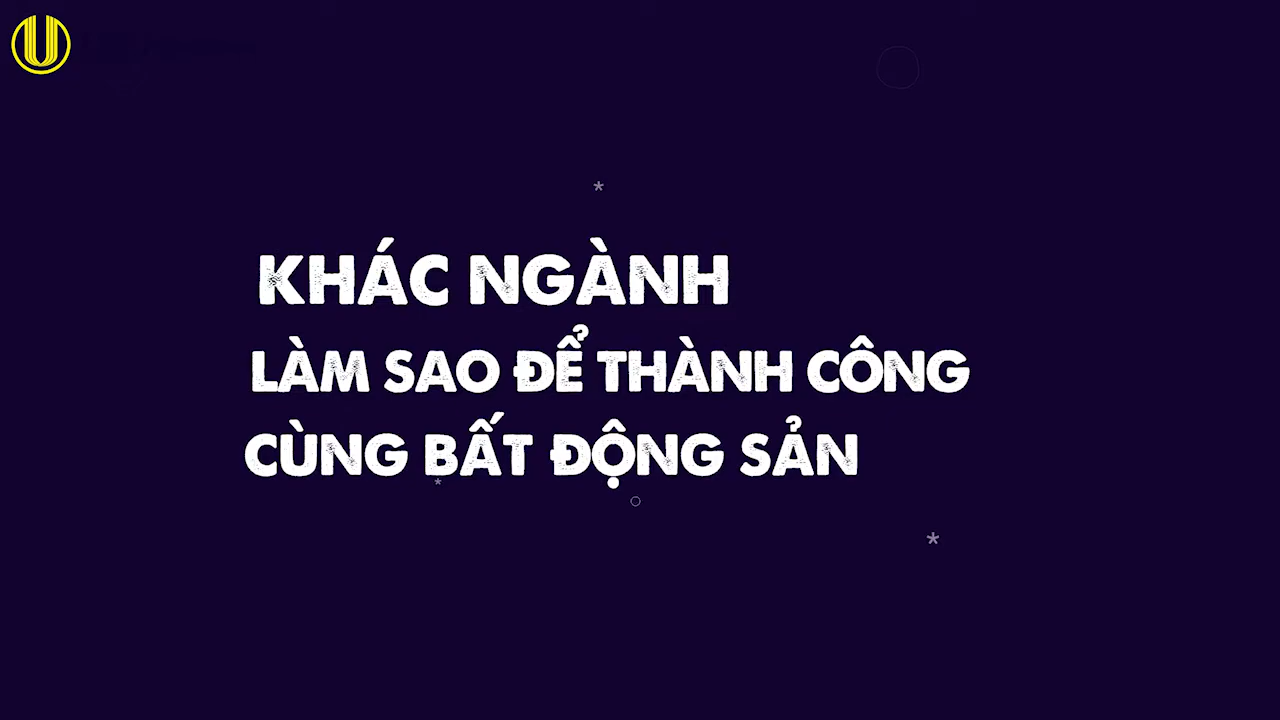 KHÁC NGÀNH
LÀM SAO ĐỂ THÀNH CÔNG
CÙNG BẤT ĐỘNG SẢN